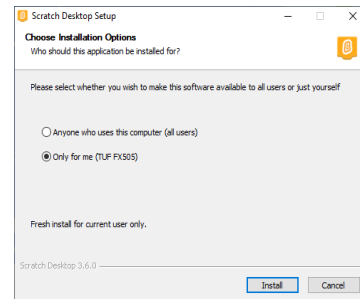 Scratch Desktop Setup
Choose Installation Options
Who should this application be installed for?
Please select whether you wish to make this software available to all users or just yourself
Anyone who uses this computer (all users)
Only for me (TUF FX505)
Fresh install for current user only.
Scratch Desktop 3.6.0
Install Cancel